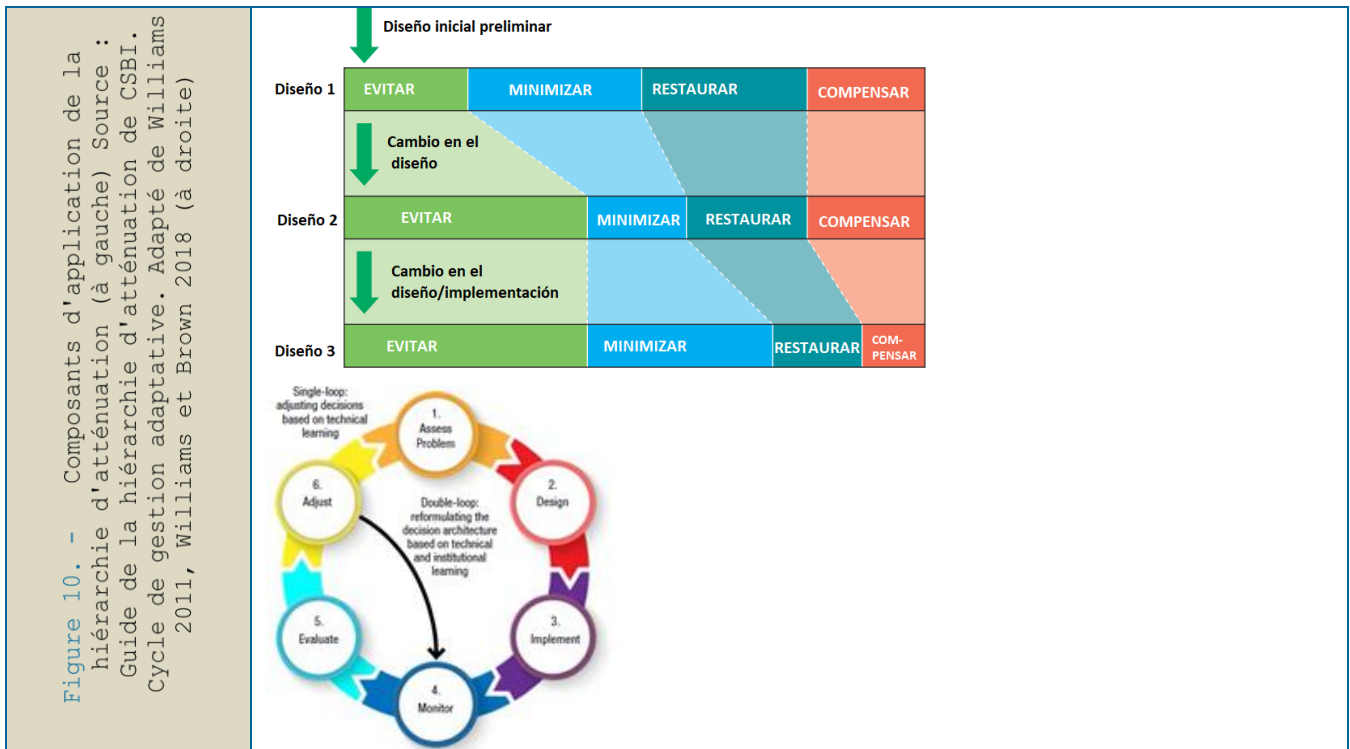 Figure 10. - Composants d'application de la
hiérarchie d'atténuation (à gauche) Source :
Guide de la hiérarchie d'atténuation de CSBI.
Cycle de gestion adaptative. Adapté de Williams
2011, Williams et Brown 2018 (à droite)
Diseño inicial preliminar
Diseño 1
EVITAR
MINIMIZAR
RESTAURAR
COMPENSAR
Cambio en el
diseño
Diseño 2
EVITAR
MINIMIZAR
RESTAURAR
COMPENSAR
Cambio en el
diseño/implementación
Diseño 3
EVITAR
MINIMIZAR
RESTAURAR
COM-
PENSAR
Single-loop:
adjusting decisions
based on technical
learning
1.
Assess
Problem
2.
Design
3.
Implement
4.
Monitor
5.
Evaluate
6.
Adjust
Double-loop:
reformulating the
decision architecture
based on technical
and institutional
learning